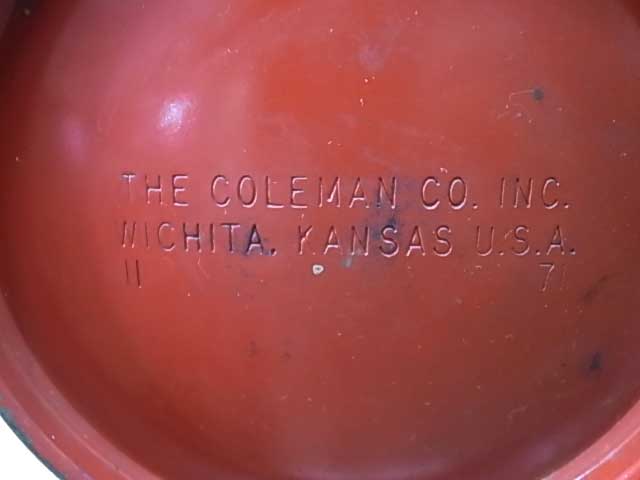 THE COLEMAN CO. INC.
WICHITA, KANSAS U.S.A.
11 71